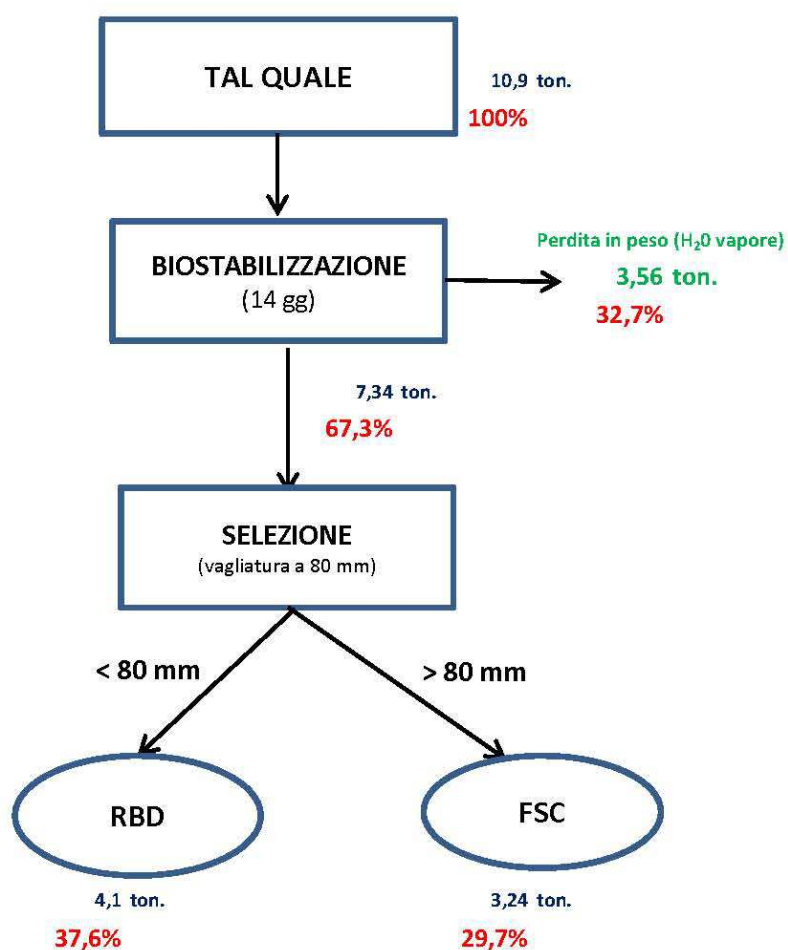 TAL QUALE
10,9 ton.
100%
BIOSTABILIZZAZIONE
(14 gg)
Perdita in peso (H₂0 vapore)
3,56 ton.
32,7%
7,34 ton.
67,3%
SELEZIONE
(vagliatura a 80 mm)
< 80 mm
> 80 mm
RBD
FSC
4,1 ton.
37,6%
3,24 ton.
29,7%